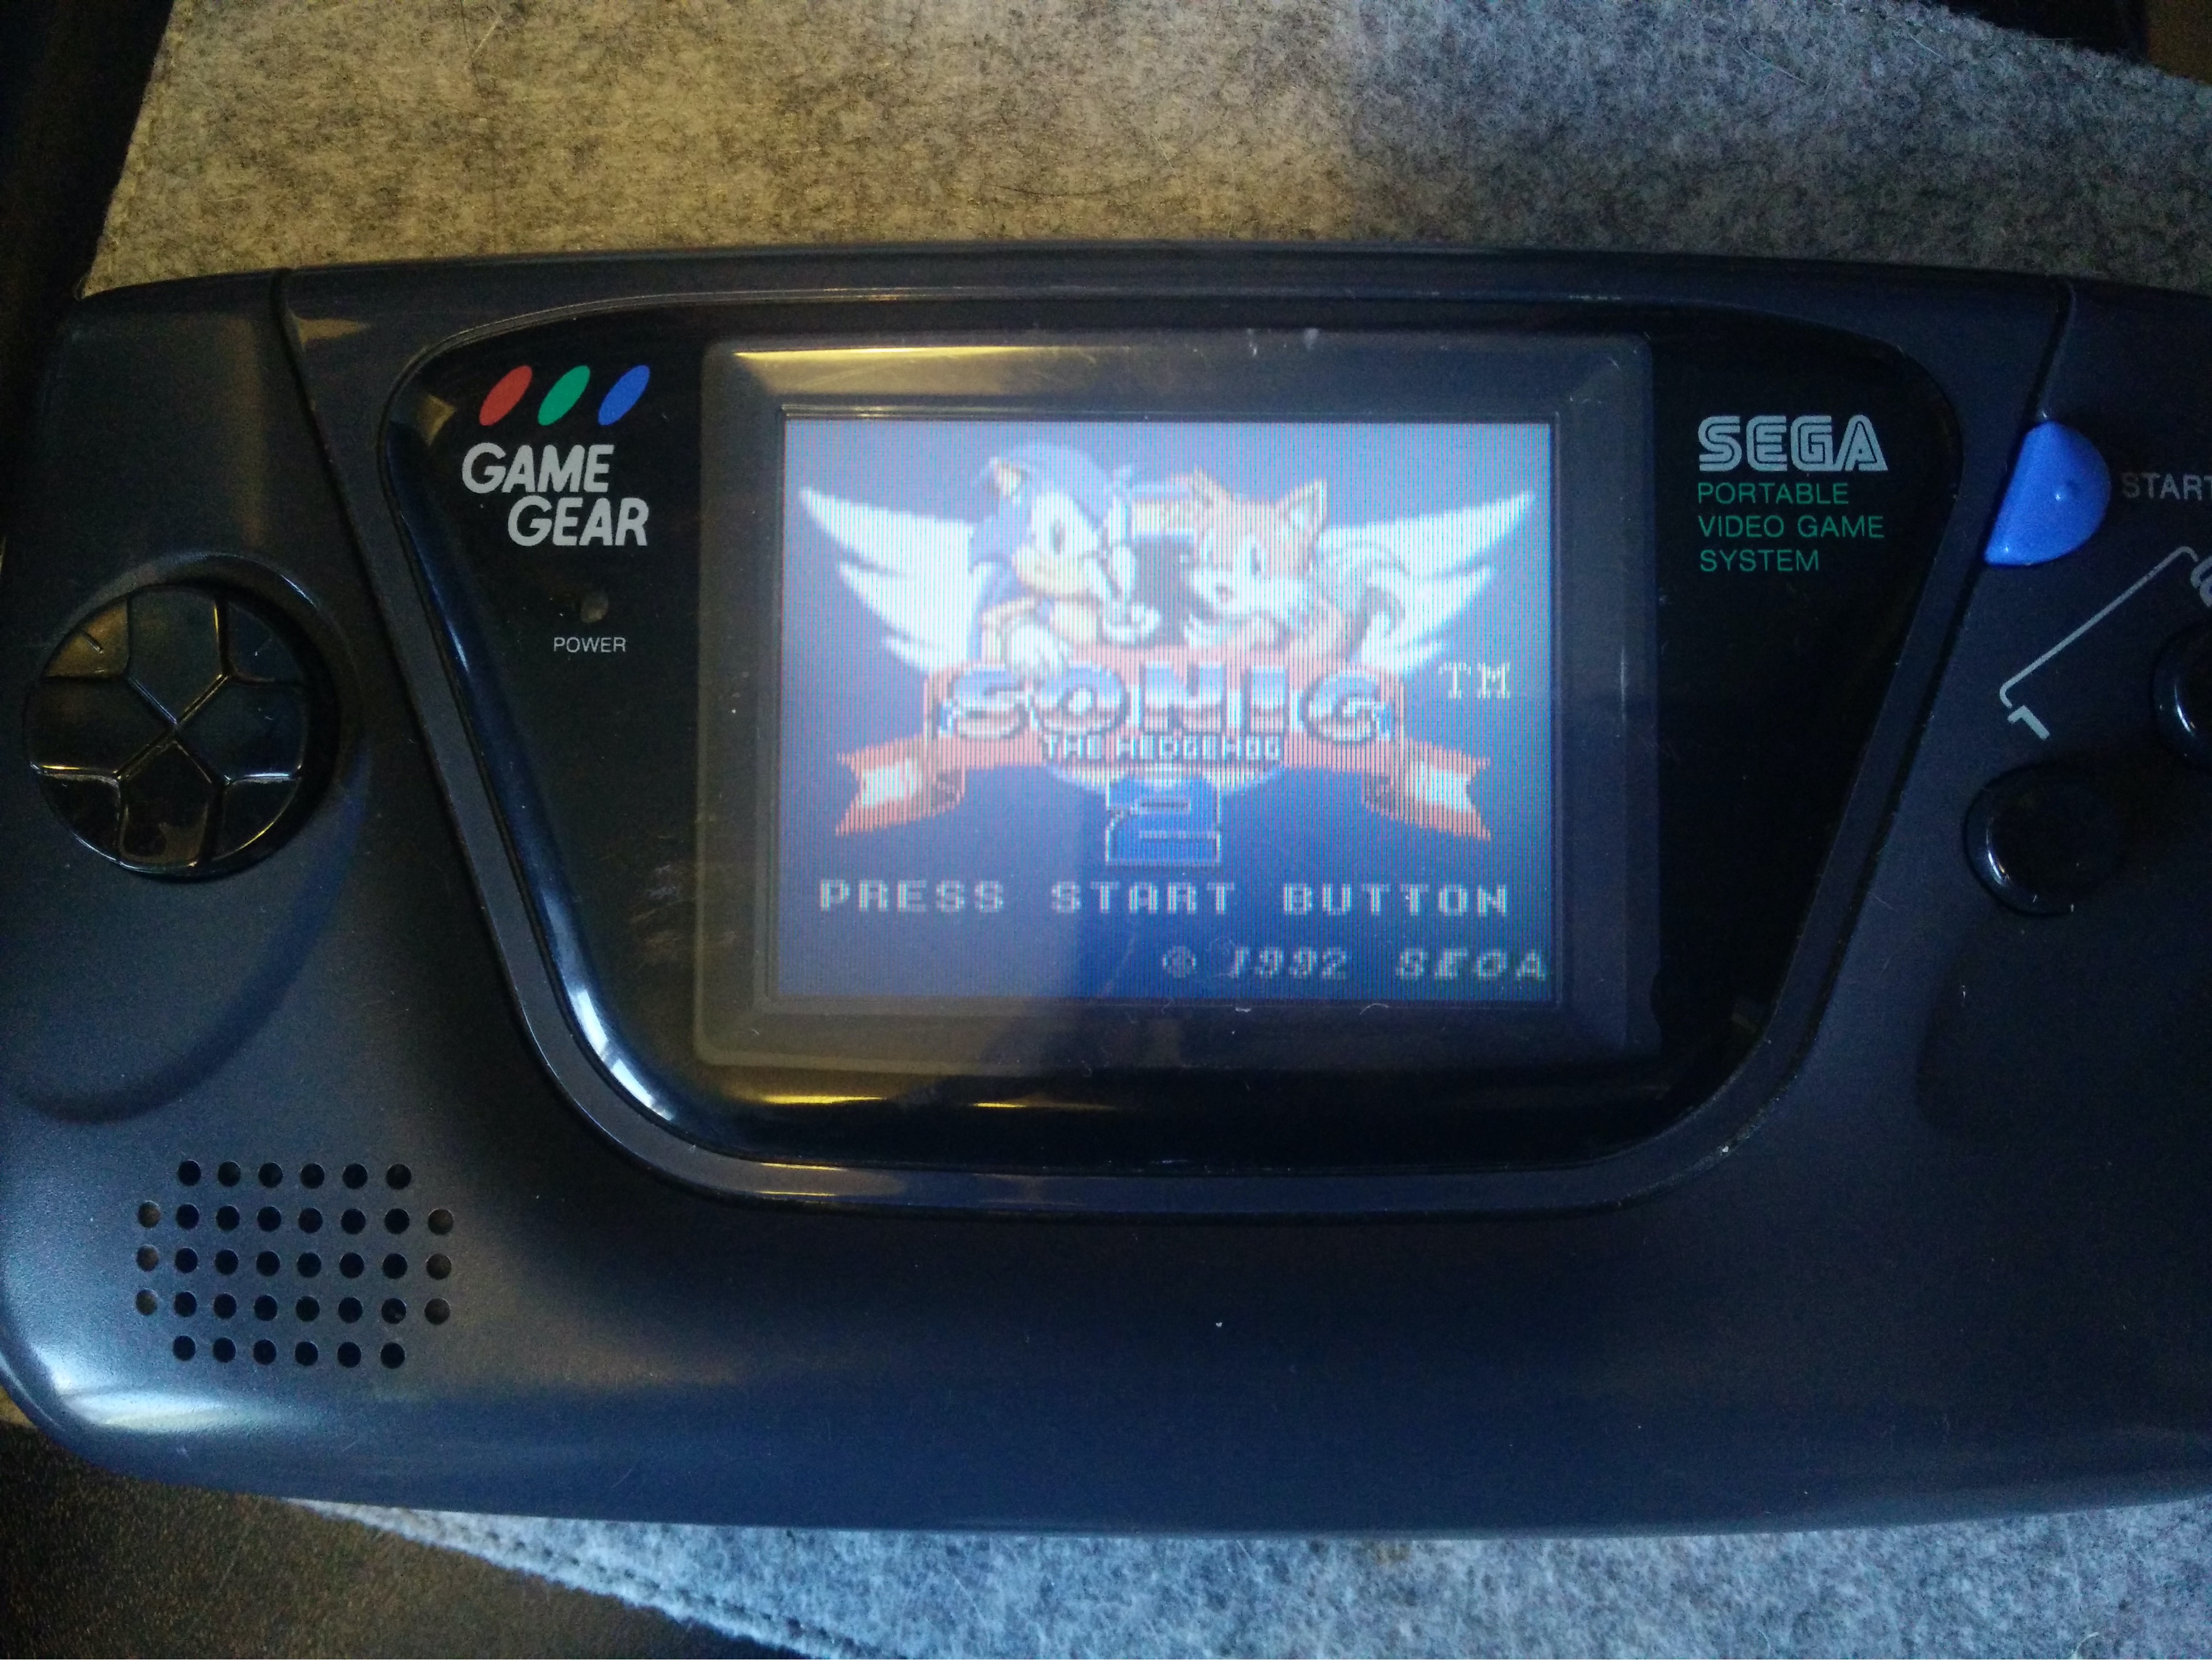 GAME
GEAR
POWER
SEGA
PORTABLE
VIDEO GAME
SYSTEM
START
SONIC
TM
THE HEDGEHOG
2
PRESS START BUTTON
© 1992 SEGA